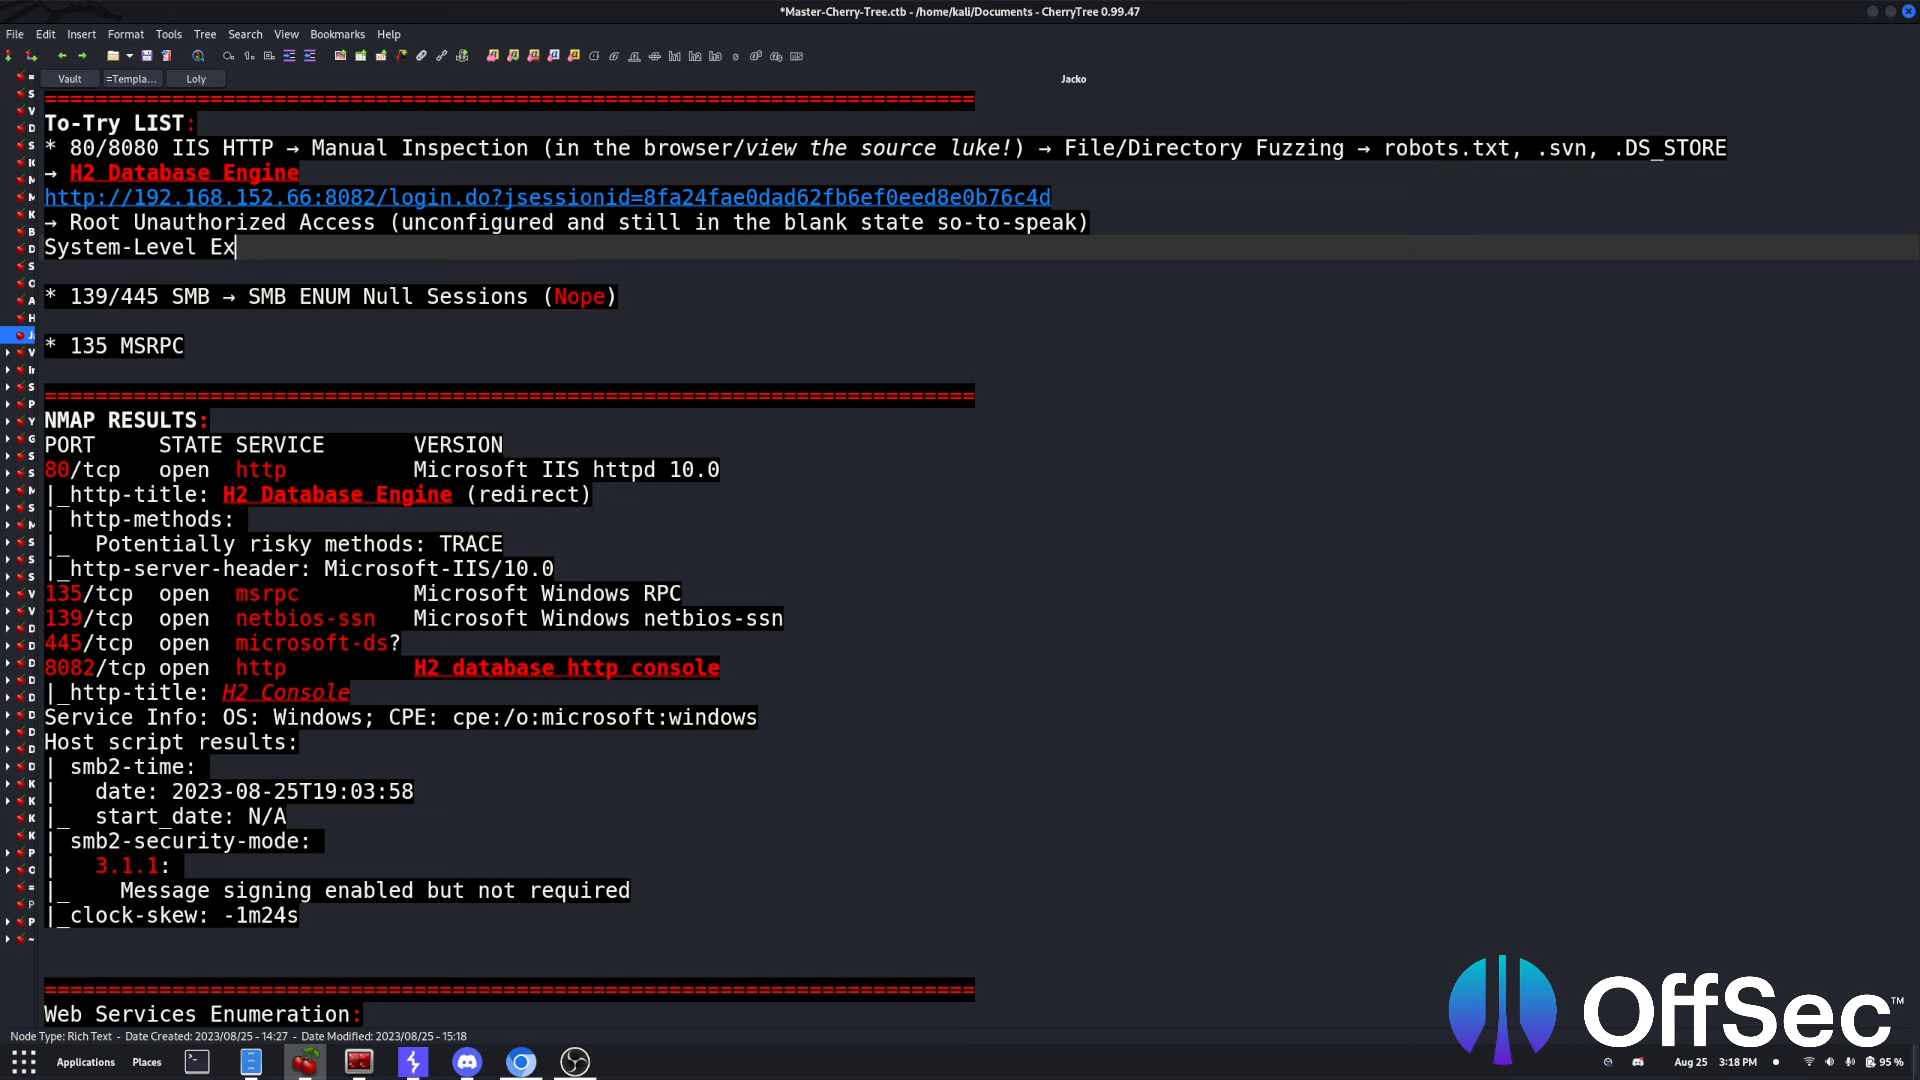 *Master-Cherry-Tree.ctb - /home/kali/Documents - CherryTree 0.99.47
File Edit Insert Format Tools Tree Search View Bookmarks Help
Vault =Templa... Loly Jacko
=========================================================================
To-Try LIST:
* 80/8080 IIS HTTP → Manual Inspection (in the browser/view the source luke!) → File/Directory Fuzzing → robots.txt, .svn, .DS_STORE
→ H2 Database Engine
http://192.168.152.66:8082/login.do?jsessionid=8fa24fae0dad62fb6ef0eed8e0b76c4d
→ Root Unauthorized Access (unconfigured and still in the blank state so-to-speak)
System-Level Ex
* 139/445 SMB → SMB ENUM Null Sessions (Nope)
* 135 MSRPC
=========================================================================
NMAP RESULTS:
PORT     STATE SERVICE       VERSION
80/tcp   open  http          Microsoft IIS httpd 10.0
|_http-title: H2 Database Engine (redirect)
| http-methods:
|_  Potentially risky methods: TRACE
|_http-server-header: Microsoft-IIS/10.0
135/tcp  open  msrpc         Microsoft Windows RPC
139/tcp  open  netbios-ssn   Microsoft Windows netbios-ssn
445/tcp  open  microsoft-ds?
8082/tcp open  http          H2 database http console
|_http-title: H2 Console
Service Info: OS: Windows; CPE: cpe:/o:microsoft:windows
Host script results:
| smb2-time:
|   date: 2023-08-25T19:03:58
|_  start_date: N/A
| smb2-security-mode:
|   3.1.1:
|_    Message signing enabled but not required
|_clock-skew: -1m24s
=========================================================================
Web Services Enumeration:
OffSec™
Node Type: Rich Text - Date Created: 2023/08/25 - 14:27 - Date Modified: 2023/08/25 - 15:18
Applications Places Aug 25 3:18 PM 95 %